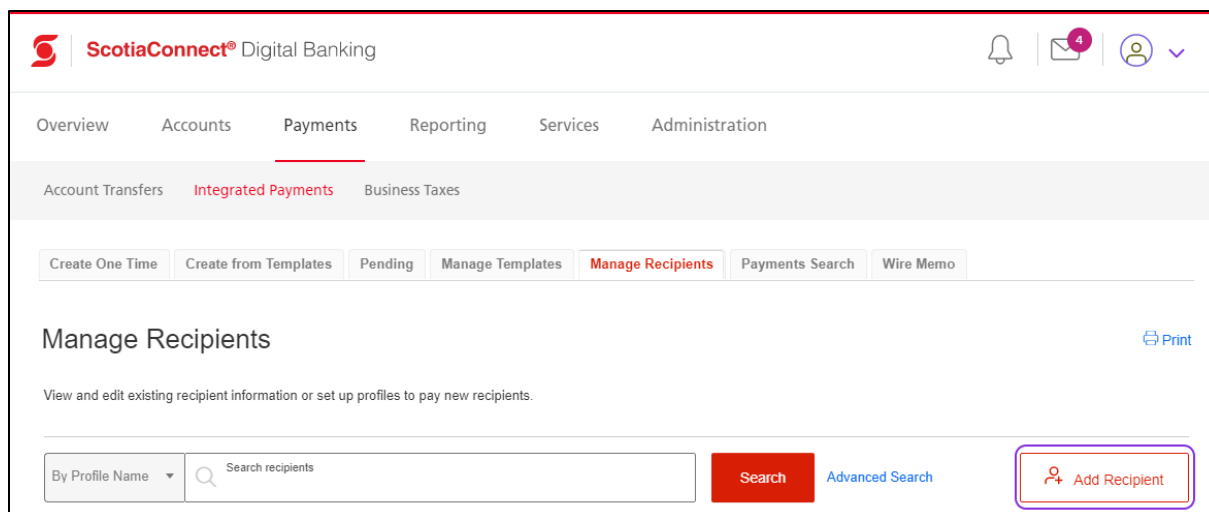 ScotiaConnect® Digital Banking
4
Overview Accounts Payments Reporting Services Administration
Account Transfers Integrated Payments Business Taxes
Create One Time Create from Templates Pending Manage Templates Manage Recipients Payments Search Wire Memo
Manage Recipients
Print
View and edit existing recipient information or set up profiles to pay new recipients.
By Profile Name Search recipients Search Advanced Search Add Recipient